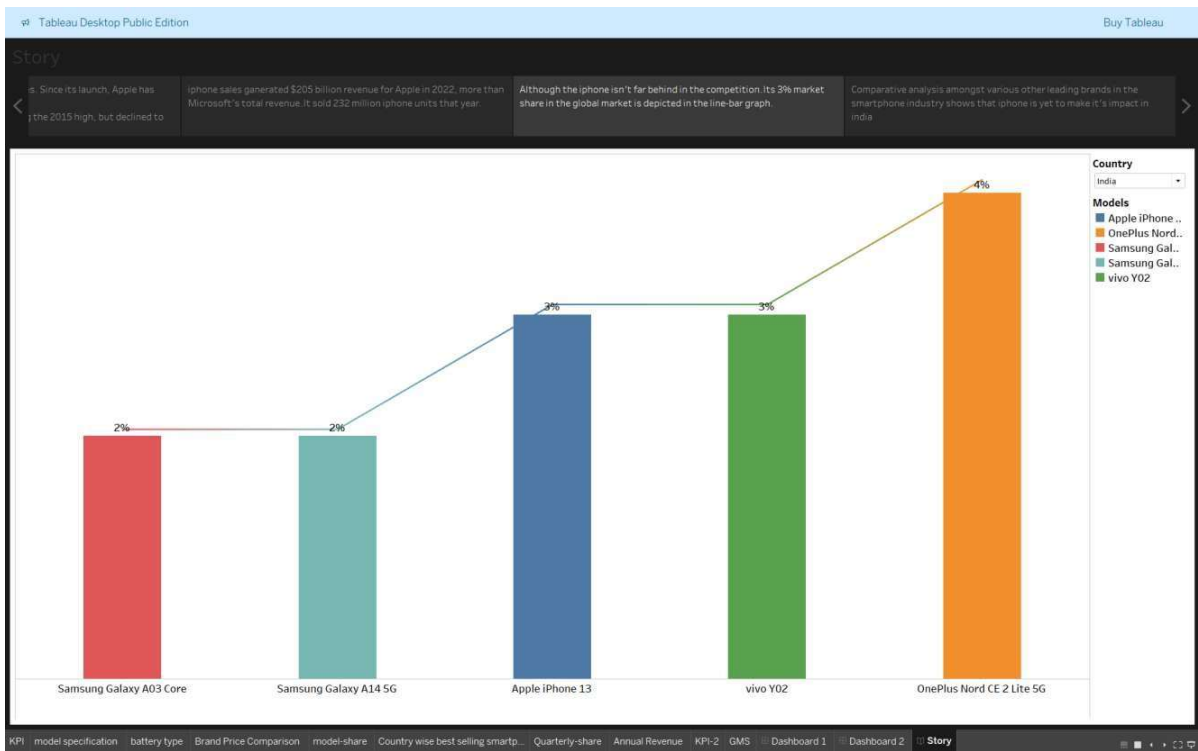 Tableau Desktop Public Edition
Buy Tableau
Story
s. Since its launch, Apple has
g the 2015 high, but declined to
iphone sales ganerated $205 billion revenue for Apple in 2022, more than
Microsoft's total revenue. it sold 232 million iphone units that year.
Although the iphone isn't far behind in the competition. Its 3% market
share in the global market is depicted in the line-bar graph.
Comparative analysis amongst various other leading brands in the
smartphone industry shows that iphone is yet to make it's impact in
india
Country
India
Models
Apple iPhone ..
OnePlus Nord..
Samsung Gal..
Samsung Gal..
vivo Y02
4%
3%
3%
2%
2%
Samsung Galaxy A03 Core
Samsung Galaxy A14 5G
Apple iPhone 13
vivo Y02
OnePlus Nord CE 2 Lite 5G
KPI
model specification
battery type
Brand Price Comparison
model-share
Country wise best selling smartp...
Quarterly-share
Annual Revenue
KPI-2
GMS
Dashboard 1
Dashboard 2
Story